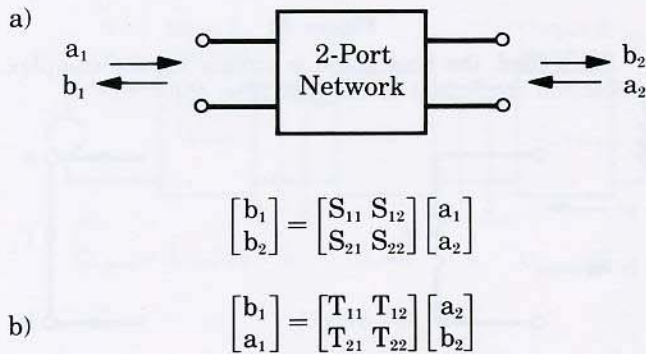 a)
a₁ 2-Port b₂
b₁ Network a₂
[b₁] = [S₁₁ S₁₂] [a₁]
[b₂] [S₂₁ S₂₂] [a₂]
b) [b₁] = [T₁₁ T₁₂] [a₂]
[a₁] [T₂₁ T₂₂] [b₂]